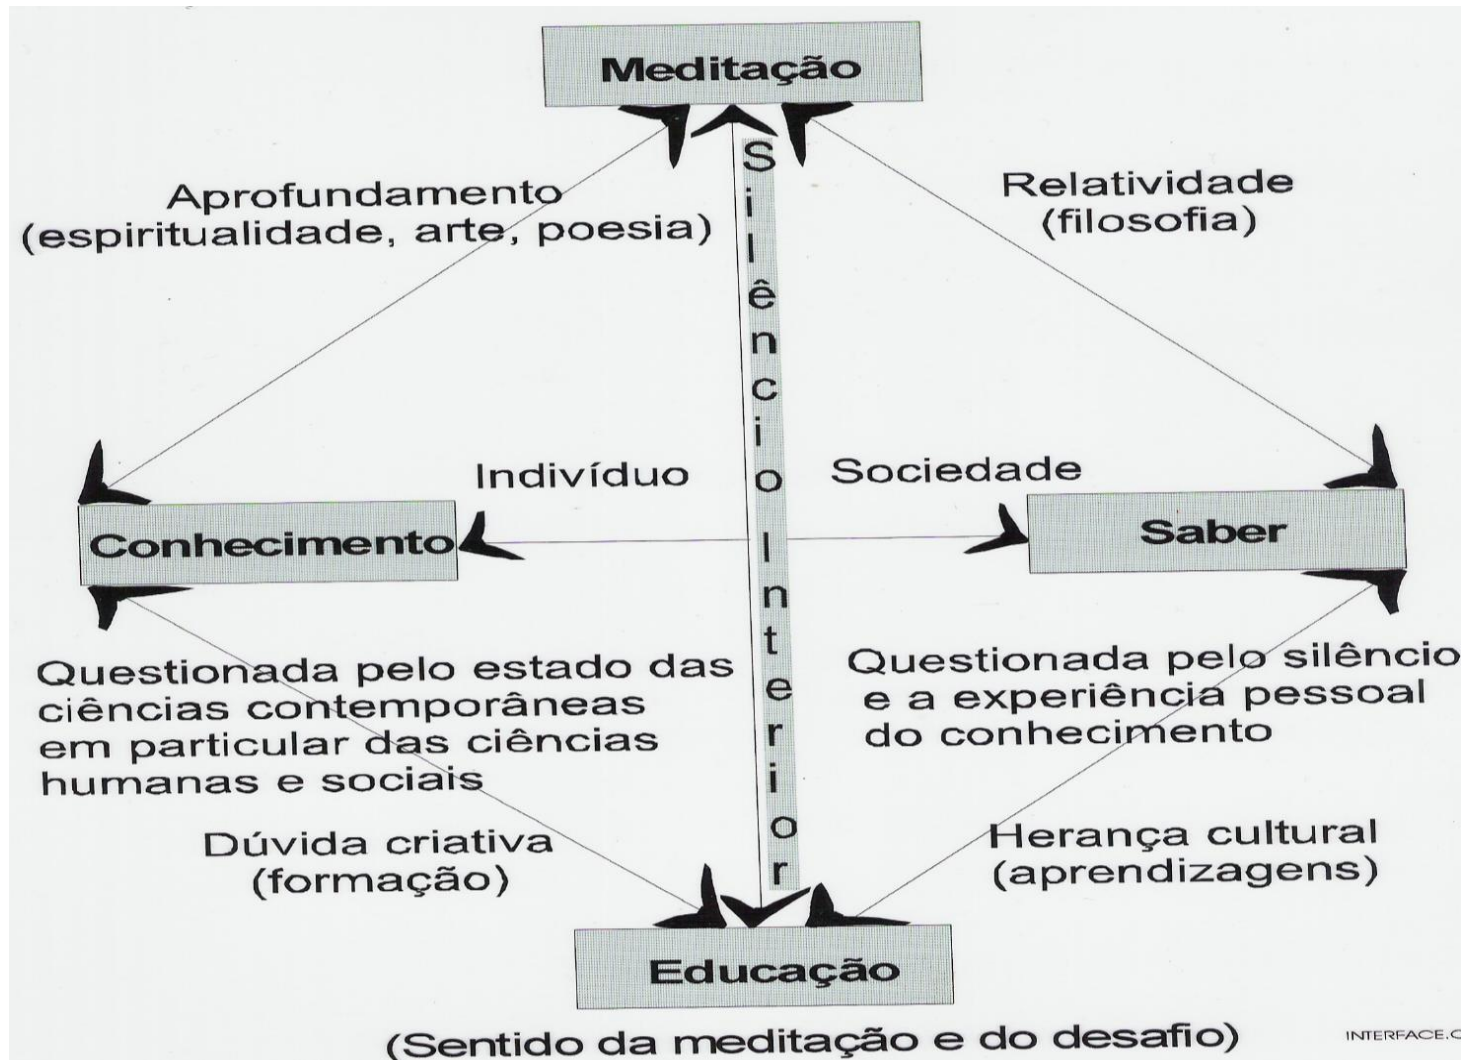 Meditação
Silêncio Interior
Aprofundamento
(espiritualidade, arte, poesia)
Relatividade
(filosofia)
Indivíduo
Sociedade
Conhecimento
Saber
Questionada pelo estado das
ciências contemporâneas
em particular das ciências
humanas e sociais
Questionada pelo silêncio
e a experiência pessoal
do conhecimento
Dúvida criativa
(formação)
Herança cultural
(aprendizagens)
Educação
(Sentido da meditação e do desafio)